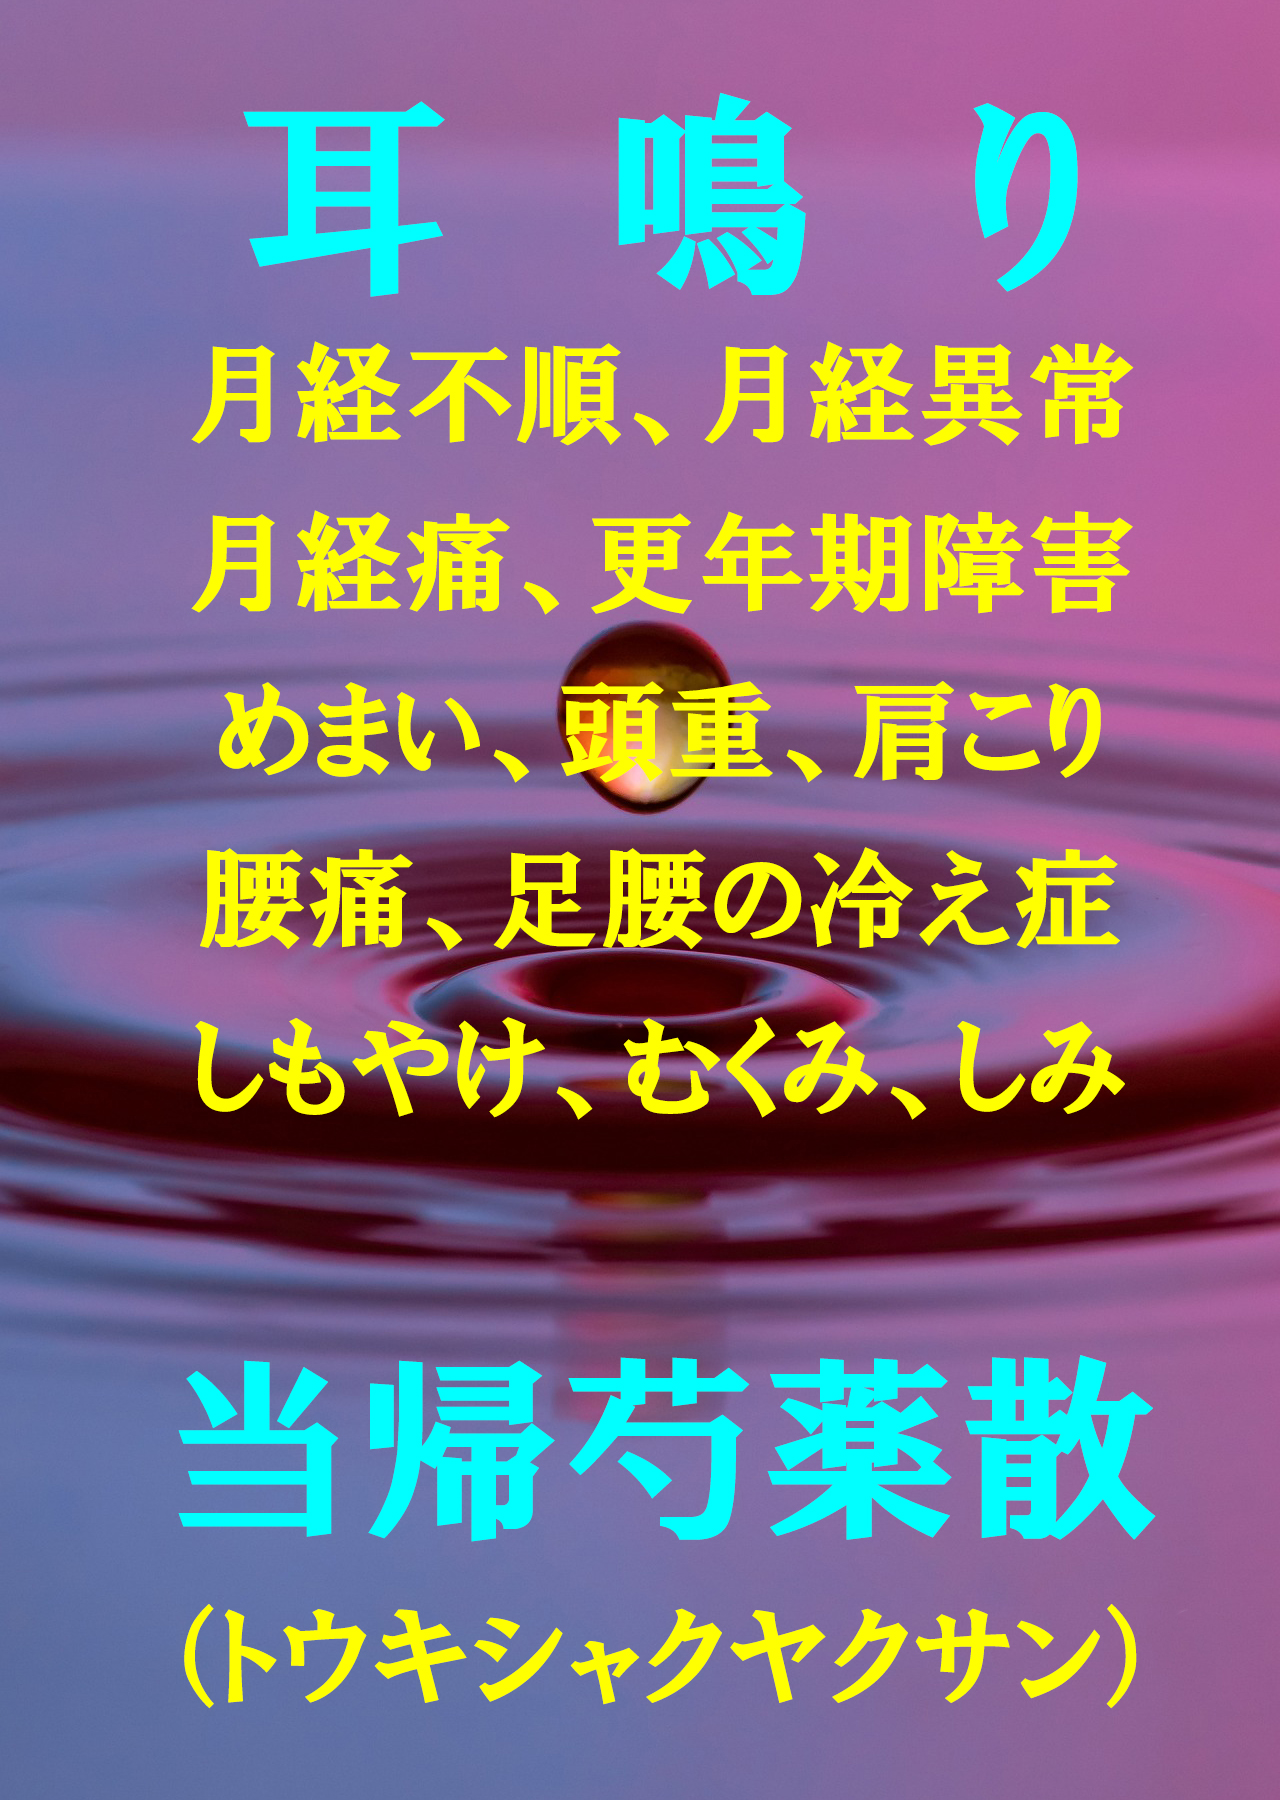 耳鳴り
月経不順、月経異常
月経痛、更年期障害
めまい、頭重、肩こり
腰痛、足腰の冷え症
しもやけ、むくみ、しみ
当帰芍薬散
（トウキシャクヤクサン）